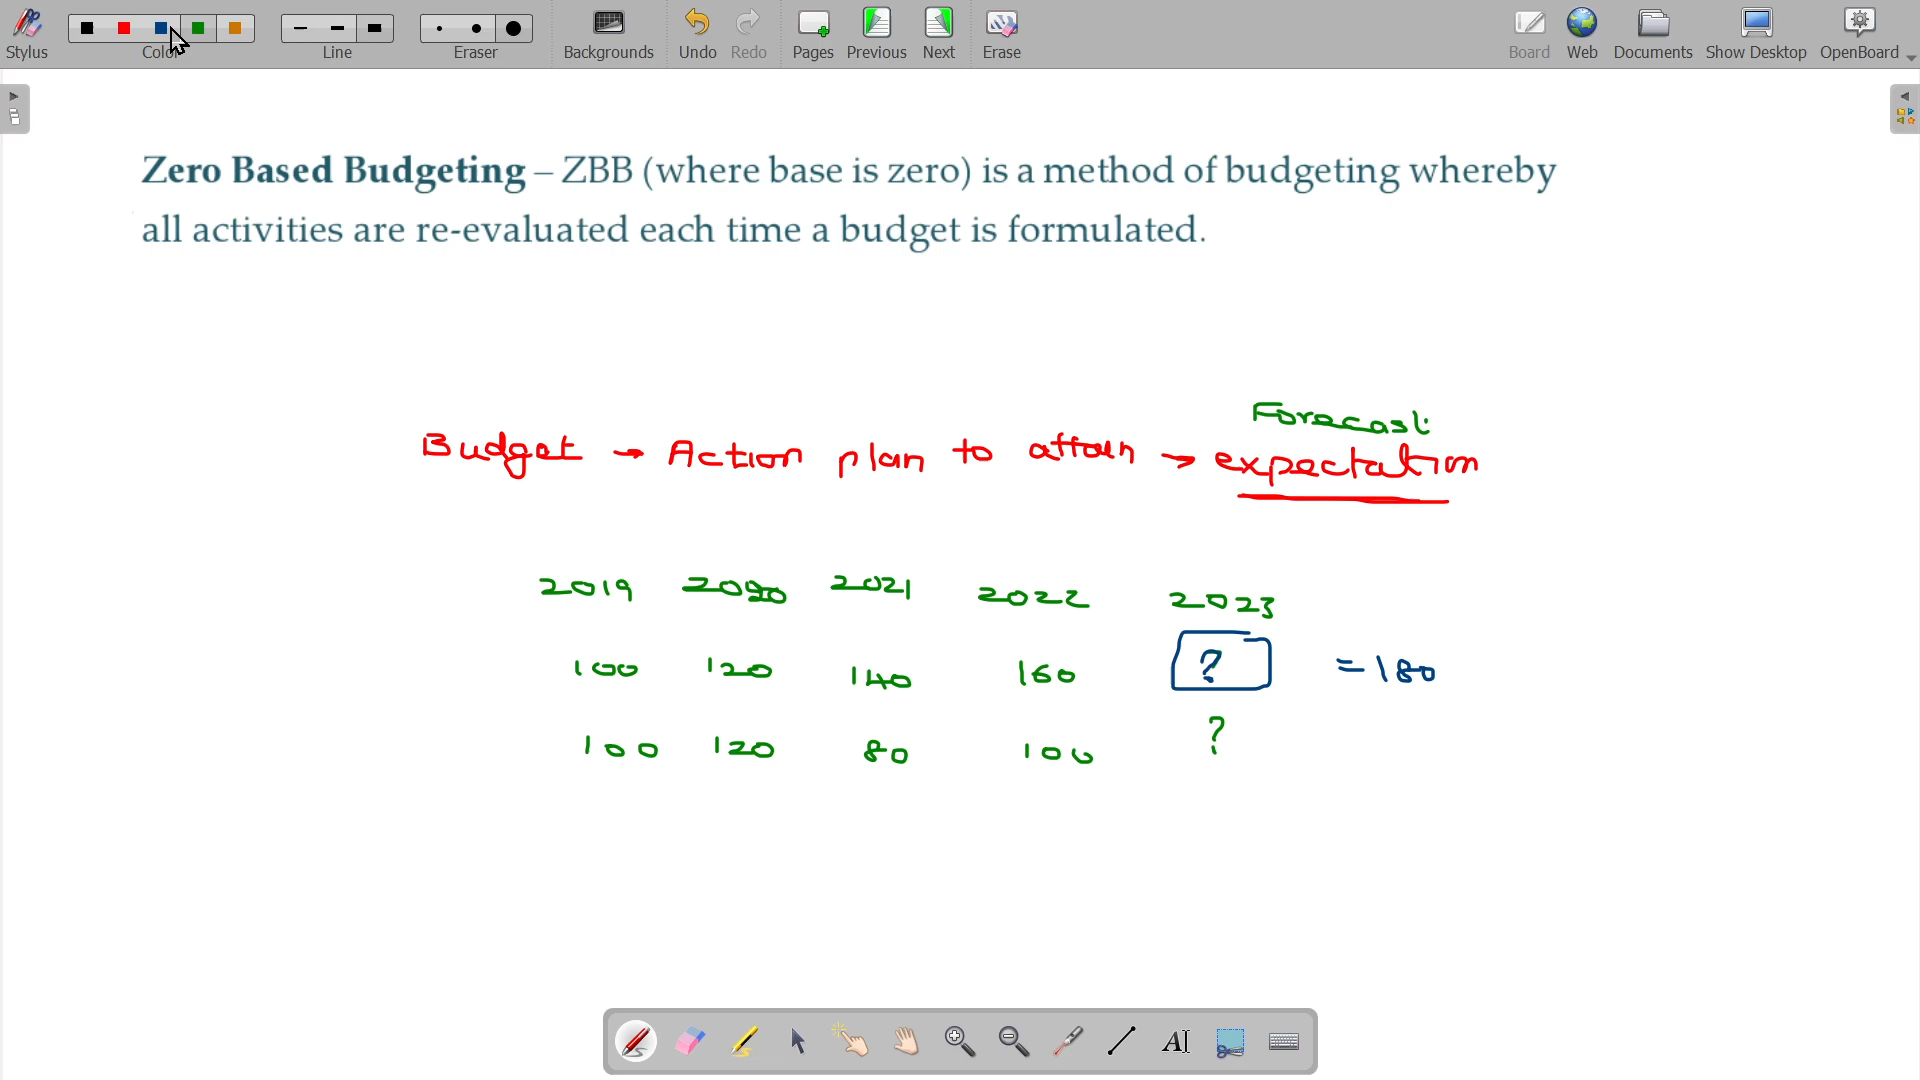 Stylus Color Line Eraser Backgrounds Undo Redo Pages Previous Next Erase Board Web Documents Show Desktop OpenBoard
Zero Based Budgeting – ZBB (where base is zero) is a method of budgeting whereby
all activities are re-evaluated each time a budget is formulated.
Forecast
Budget → Action plan to attain → expectation
2019 2020 2021 2022 2023
100 120 140 160 ? = 180
100 120 80 100 ?